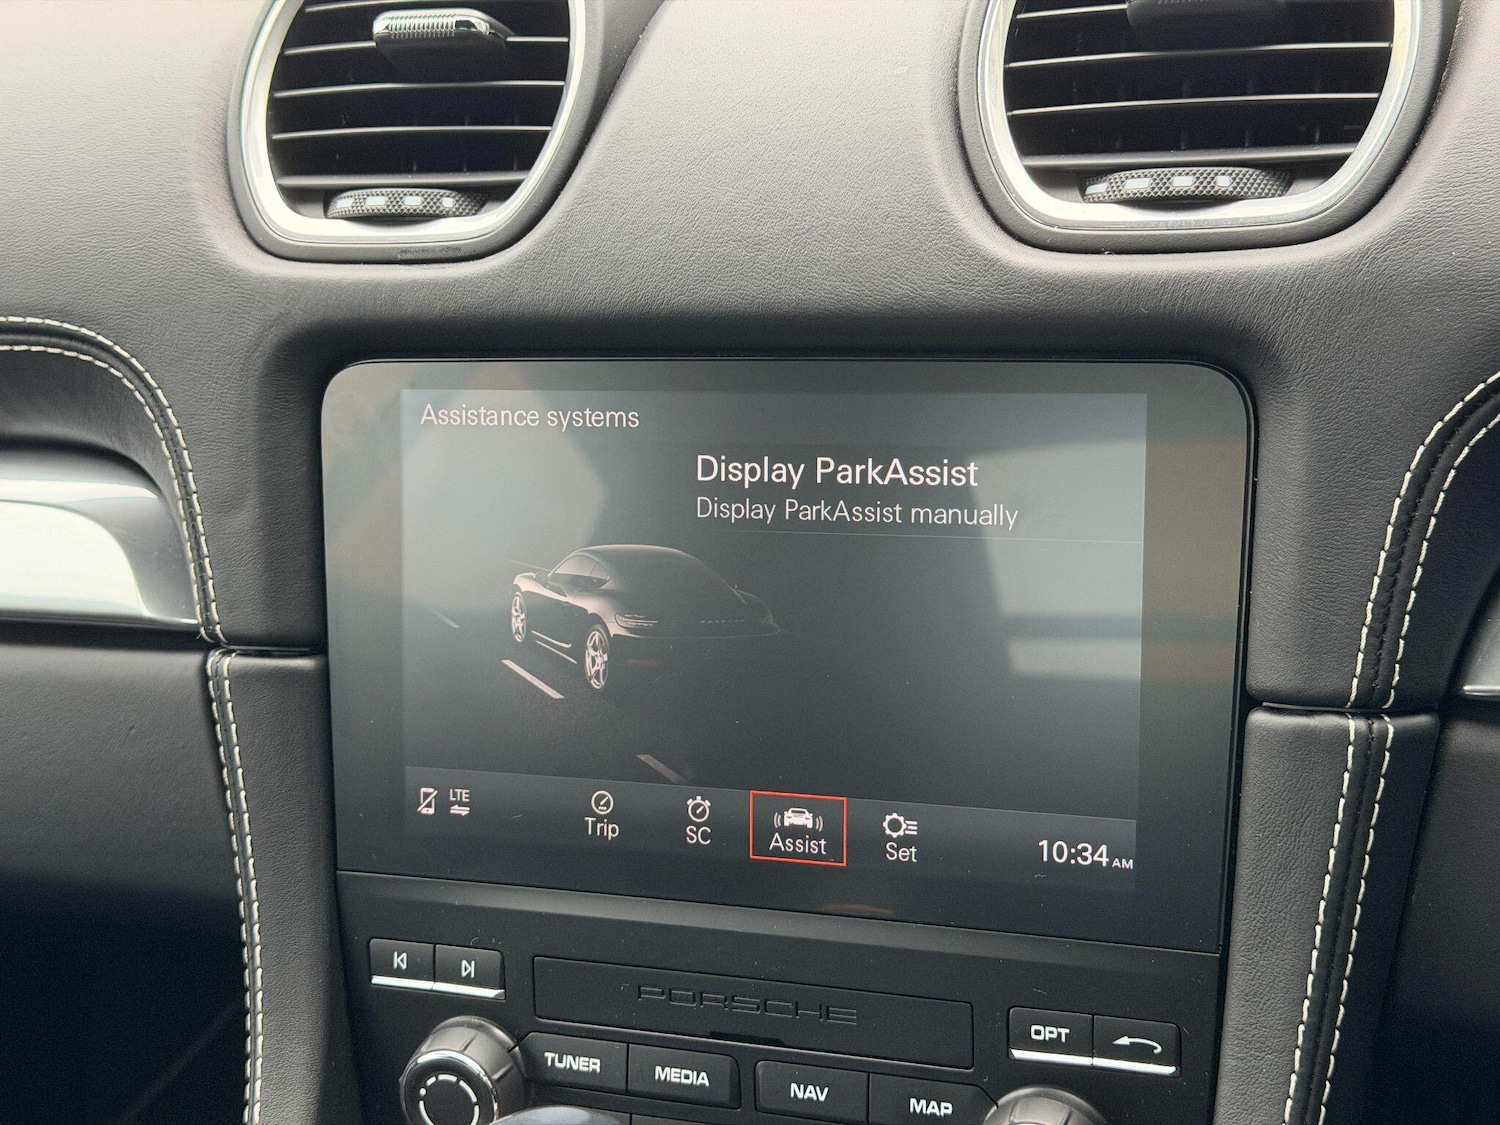 Assistance systems
Display ParkAssist
Display ParkAssist manually
LTE
Trip
SC
Assist
Set
10:34 AM
PORSCHE
OPT
TUNER
MEDIA
NAV
MAP